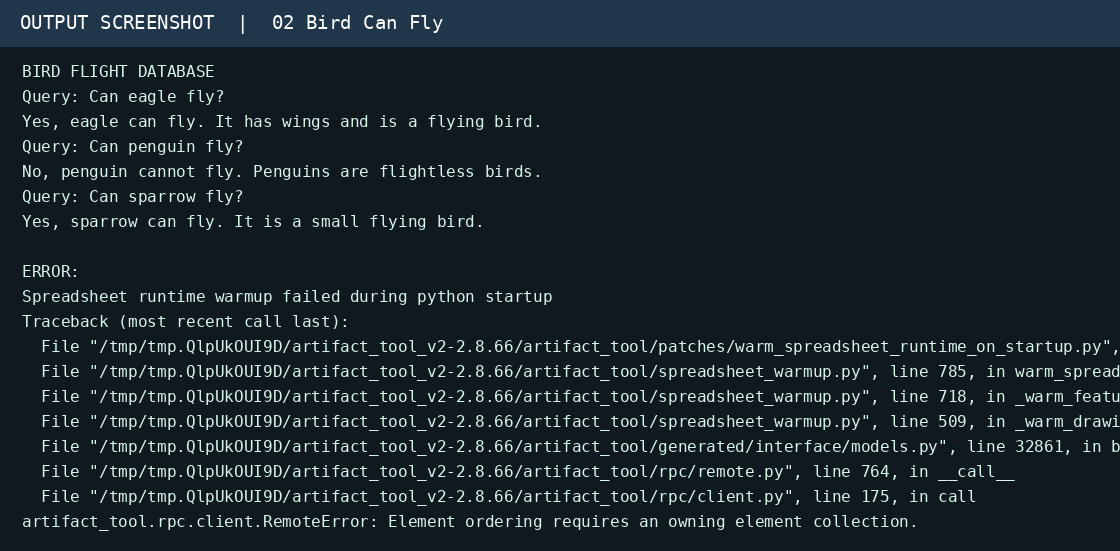 OUTPUT SCREENSHOT | 02 Bird Can Fly
BIRD FLIGHT DATABASE
Query: Can eagle fly?
Yes, eagle can fly. It has wings and is a flying bird.
Query: Can penguin fly?
No, penguin cannot fly. Penguins are flightless birds.
Query: Can sparrow fly?
Yes, sparrow can fly. It is a small flying bird.
ERROR:
Spreadsheet runtime warmup failed during python startup
Traceback (most recent call last):
File "/tmp/tmp.QlpUkOUI9D/artifact_tool_v2-2.8.66/artifact_tool/patches/warm_spreadsheet_runtime_on_startup.py",
File "/tmp/tmp.QlpUkOUI9D/artifact_tool_v2-2.8.66/artifact_tool/spreadsheet_warmup.py", line 785, in warm_spread
File "/tmp/tmp.QlpUkOUI9D/artifact_tool_v2-2.8.66/artifact_tool/spreadsheet_warmup.py", line 718, in _warm_featu
File "/tmp/tmp.QlpUkOUI9D/artifact_tool_v2-2.8.66/artifact_tool/spreadsheet_warmup.py", line 509, in _warm_drawi
File "/tmp/tmp.QlpUkOUI9D/artifact_tool_v2-2.8.66/artifact_tool/generated/interface/models.py", line 32861, in b
File "/tmp/tmp.QlpUkOUI9D/artifact_tool_v2-2.8.66/artifact_tool/rpc/remote.py", line 764, in __call__
File "/tmp/tmp.QlpUkOUI9D/artifact_tool_v2-2.8.66/artifact_tool/rpc/client.py", line 175, in call
artifact_tool.rpc.client.RemoteError: Element ordering requires an owning element collection.